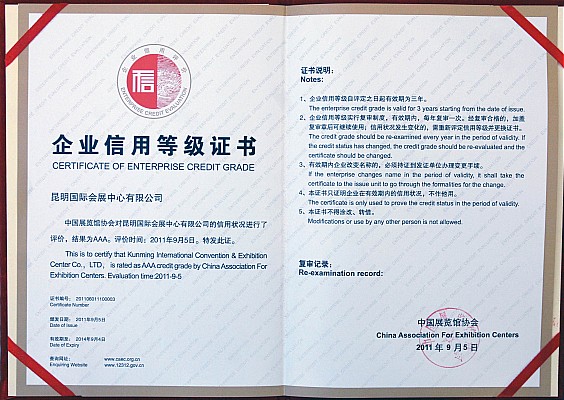 企业信用评价
信
ENTERPRISE CREDIT EVALUATION
企业信用等级证书
CERTIFICATE OF ENTERPRISE CREDIT GRADE
昆明国际会展中心有限公司
中国展览馆协会对昆明国际会展中心有限公司的信用状况进行了
评价，结果为AAA。评价时间：2011年9月5日。特发此证。
This is to certify that Kunming International Convention & Exhibition
Center Co., LTD, is rated as AAA credit grade by China Association For
Exhibition Centers. Evaluation time:2011-9-5
证书编号： 201106011100003
Certificate Number
颁发日期： 2011年9月5日
Date of Issue
有效期至： 2014年9月4日
Date of Expiry
查询网址： www.caec.org.cn
Enquiring Website www.12312.gov.cn
证书说明：
Notes:
1、企业信用等级自评定之日起有效期为三年。
The enterprise credit grade is valid for 3 years starting from the date of issue.
2、企业信用等级实行复审制度，有效期内，每年复审一次。经复审合格的，加盖
复审章后可继续使用；信用状况发生变化的，需重新评定信用等级并更换证书。
The credit grade should be re-examined every year in the period of validity. If
the credit status has changed, the credit grade should be re-evaluated and the
certificate should be changed.
3、有效期内企业改变名称的，必须持证到发证单位办理变更手续。
If the enterprise changes name in the period of validity, it shall take the
certificate to the issue unit to go through the formalities for the change.
4、本证书只证明企业在有效期内的信用状况，不作他用。
The certificate is only used to prove the credit status in the period of validity.
5、本证书不得涂改、转借。
Modifications or use by any other person is not allowed.
复审记录：
Re-examination record:
中国展览馆协会
China Association For Exhibition Centers
2011 年 9 月 5 日